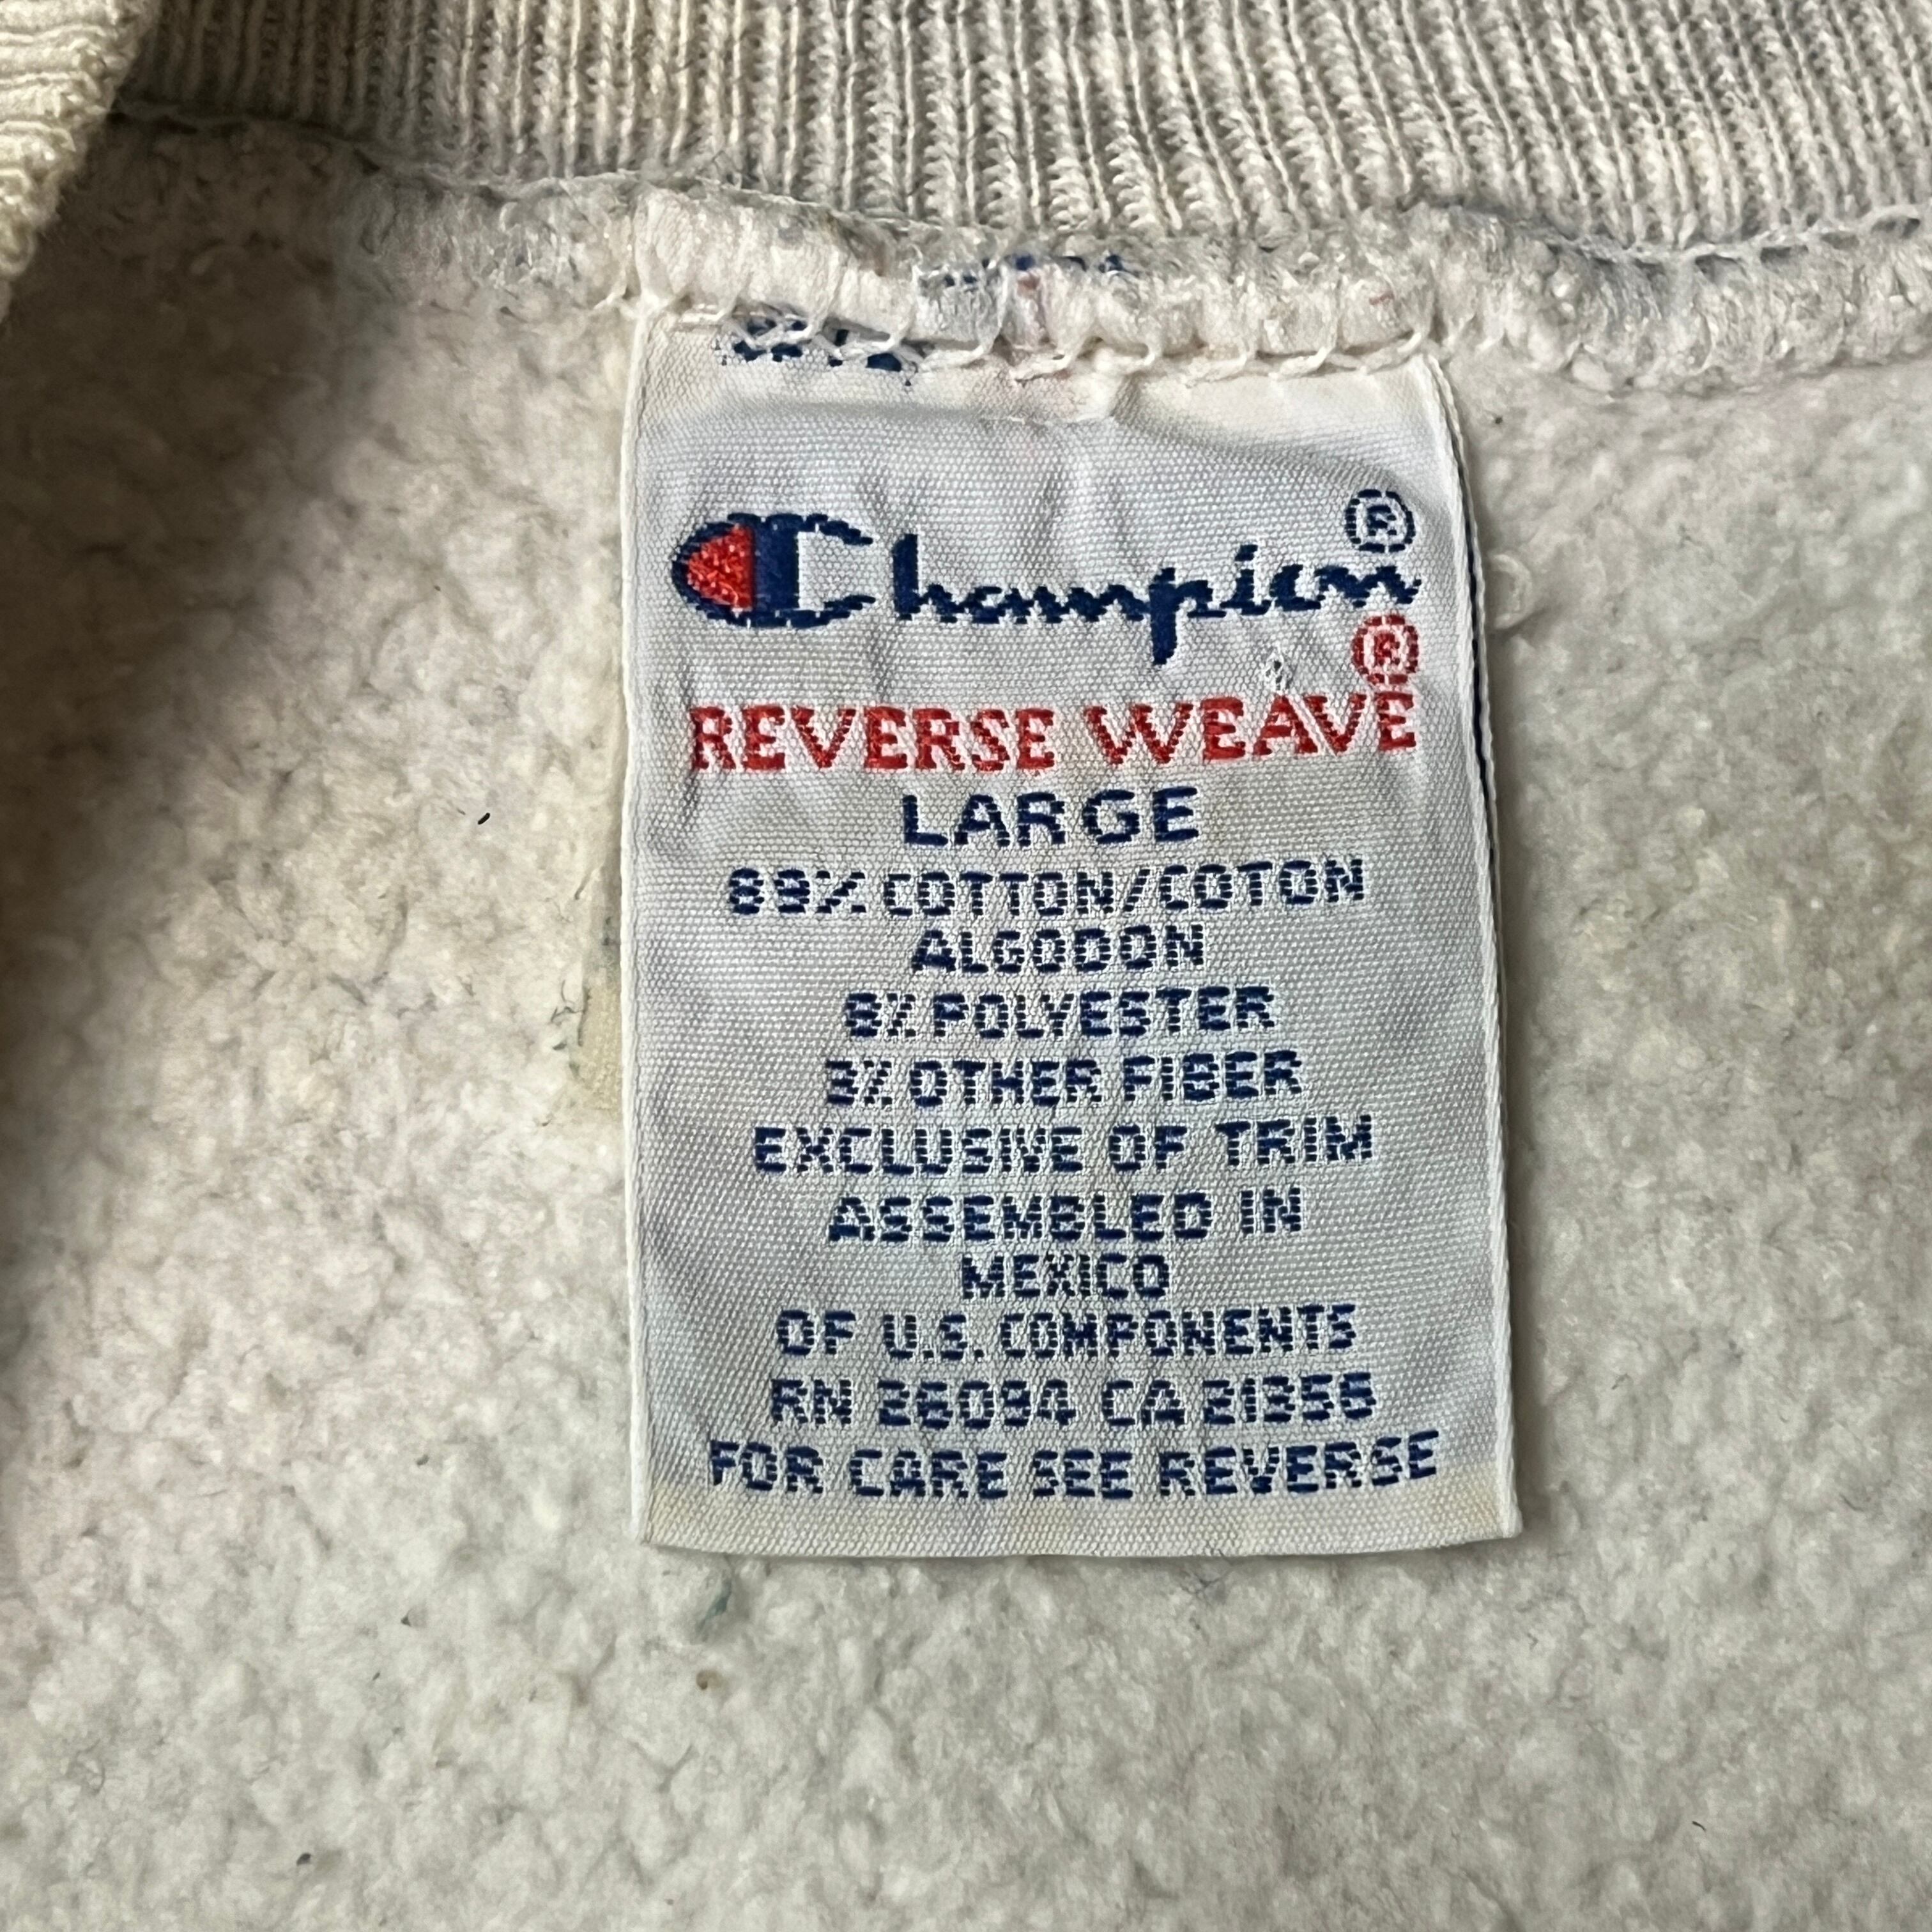 Champion®
REVERSE WEAVE®
LARGE
89% COTTON/COTON
ALGODON
8% POLYESTER
3% OTHER FIBER
EXCLUSIVE OF TRIM
ASSEMBLED IN
MEXICO
OF U.S. COMPONENTS
RN 26094 CA 21356
FOR CARE SEE REVERSE